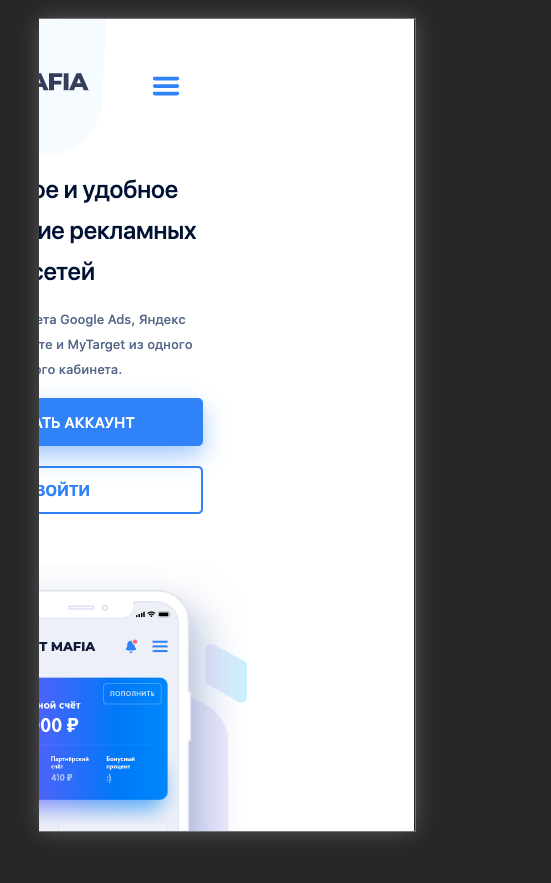 AFIA
ое и удобное
ие рекламных
сетей
ета Google Ads, Яндекс
те и MyTarget из одного
ого кабинета.
АТЬ АККАУНТ
ВОЙТИ
T MAFIA
ПОПОЛНИТЬ
ной счёт
00 ₽
Партнёрский счёт
Бонусный процент
410 ₽
:)